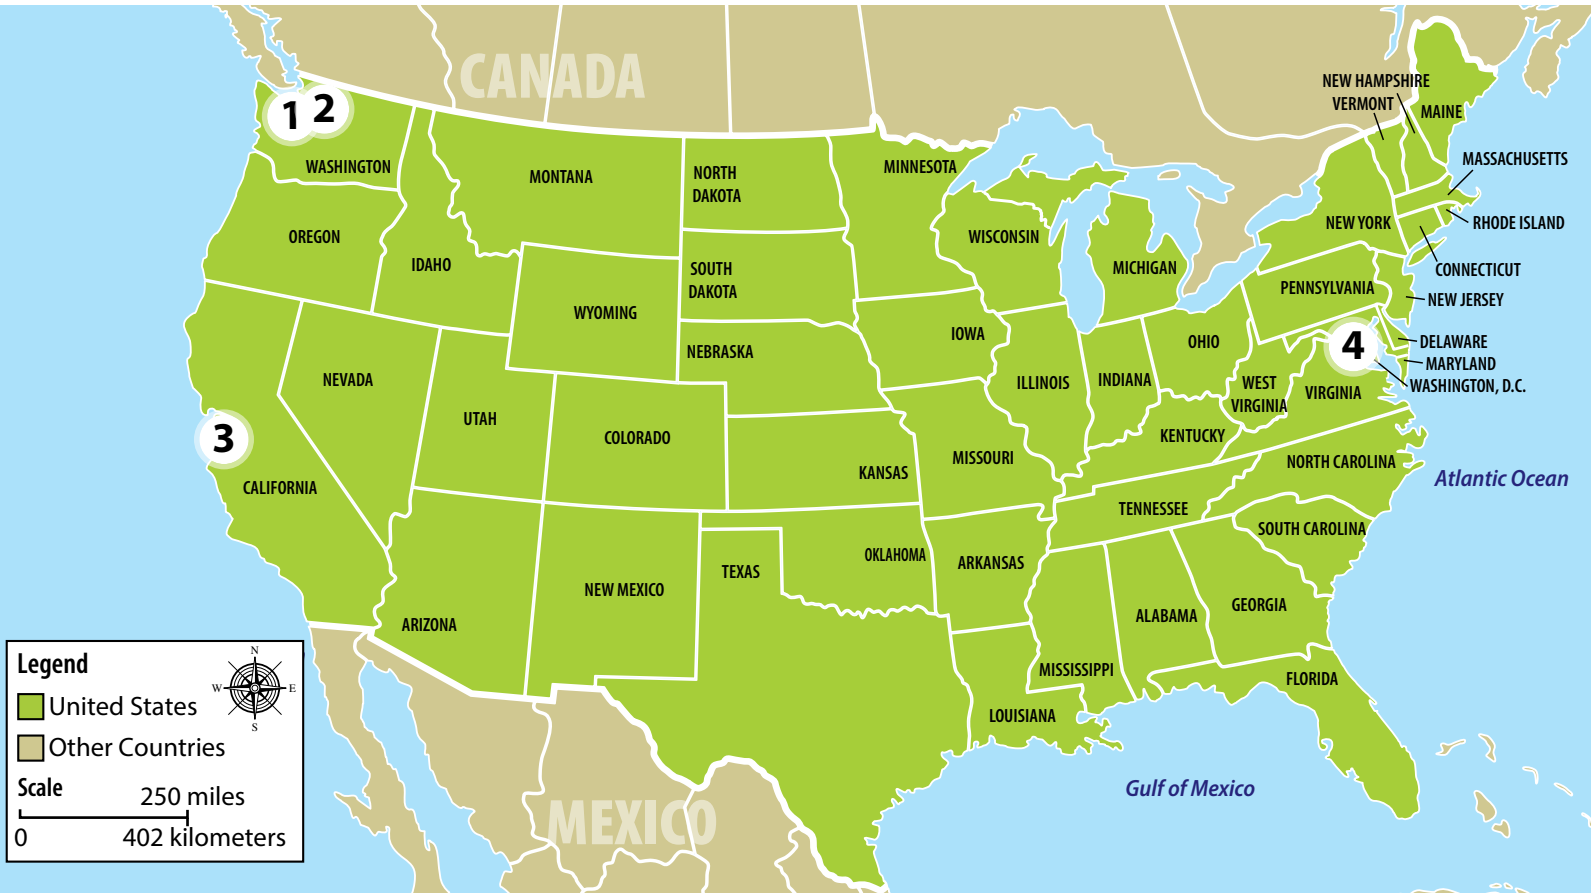 CANADA
NEW HAMPSHIRE
VERMONT
MAINE
1
2
WASHINGTON
MONTANA
NORTH
DAKOTA
MINNESOTA
MASSACHUSETTS
OREGON
IDAHO
WISCONSIN
NEW YORK
RHODE ISLAND
SOUTH
DAKOTA
MICHIGAN
CONNECTICUT
WYOMING
PENNSYLVANIA
NEW JERSEY
NEBRASKA
IOWA
OHIO
4
DELAWARE
MARYLAND
WASHINGTON, D.C.
NEVADA
UTAH
ILLINOIS
INDIANA
WEST
VIRGINIA
VIRGINIA
3
COLORADO
KANSAS
MISSOURI
KENTUCKY
CALIFORNIA
NORTH CAROLINA
Atlantic Ocean
TENNESSEE
SOUTH CAROLINA
ARIZONA
NEW MEXICO
TEXAS
OKLAHOMA
ARKANSAS
ALABAMA
GEORGIA
MISSISSIPPI
LOUISIANA
FLORIDA
Gulf of Mexico
MEXICO
Legend
N
W
E
S
United States
Other Countries
Scale
250 miles
0
402 kilometers